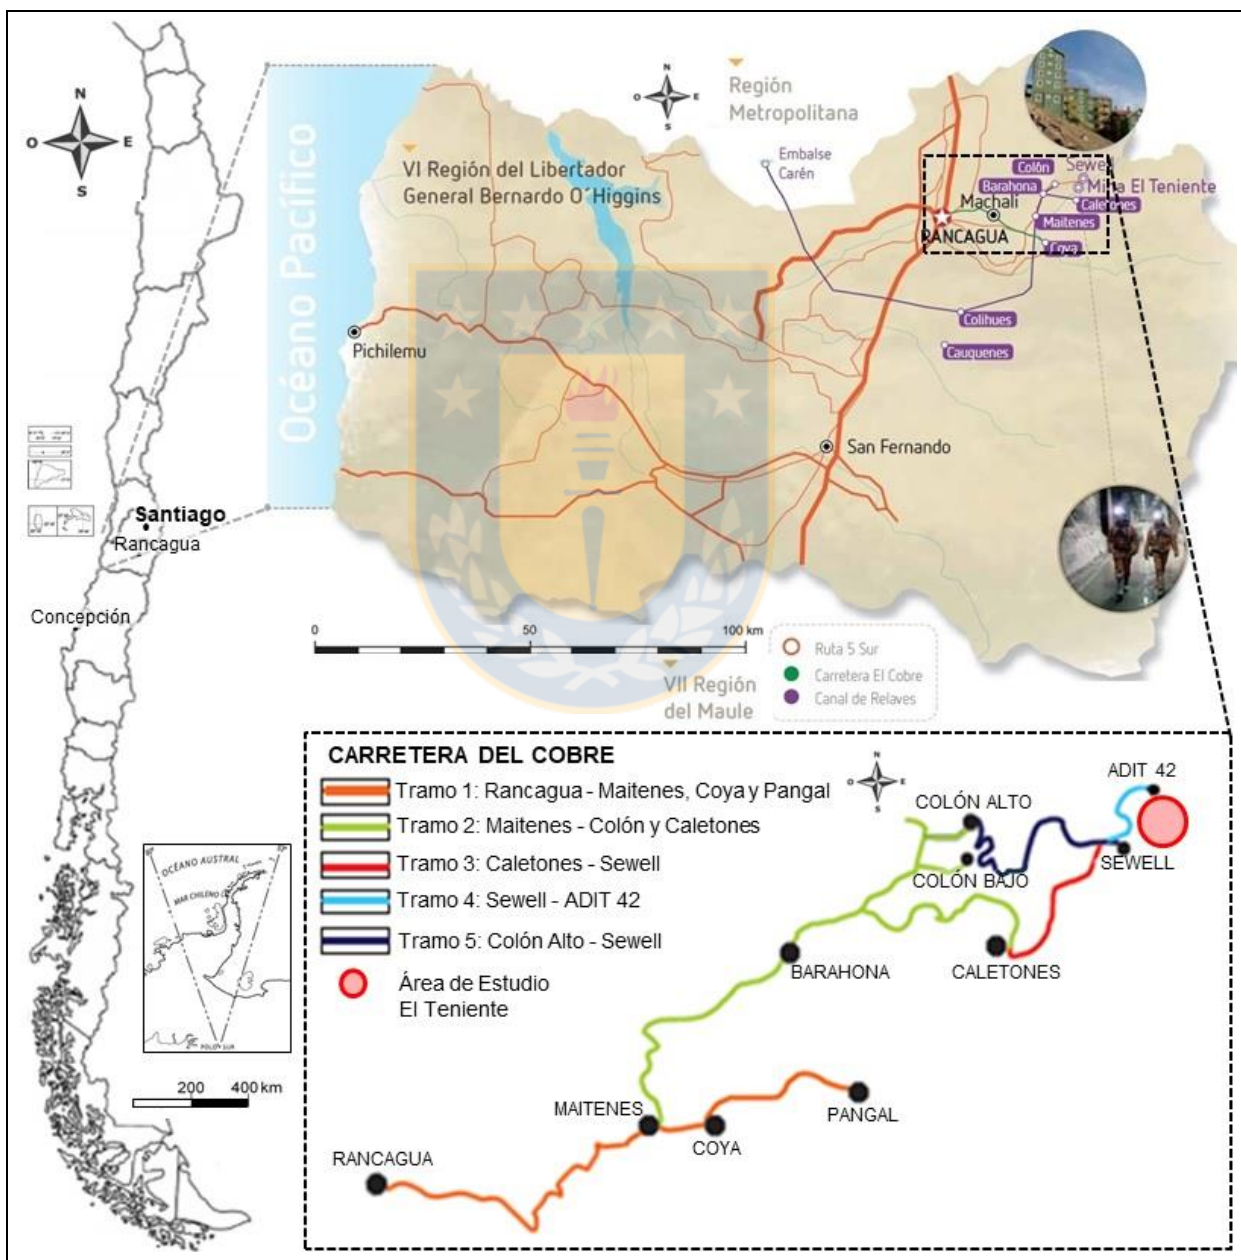 N
O
E
S
Océano Pacífico
VI Región del Libertador
General Bernardo O´Higgins
N
O
E
S
Región
Metropolitana
Embalse
Carén
Colón
Sewell
Barahona
Mina El Teniente
Machalí
Caletones
Maitenes
RANCAGUA
Coya
Colihues
Cauquenes
Pichilemu
San Fernando
Santiago
Rancagua
Concepción
0
50
100 km
VII Región
del Maule
Ruta 5 Sur
Carretera El Cobre
Canal de Relaves
CARRETERA DEL COBRE
Tramo 1: Rancagua - Maitenes, Coya y Pangal
Tramo 2: Maitenes - Colón y Caletones
Tramo 3: Caletones - Sewell
Tramo 4: Sewell - ADIT 42
Tramo 5: Colón Alto - Sewell
Área de Estudio
El Teniente
N
O
E
S
ADIT 42
COLÓN ALTO
SEWELL
COLÓN BAJO
BARAHONA
CALETONES
MAITENES
COYA
PANGAL
RANCAGUA
OCÉANO AUSTRAL
MAR CHILENO
POLO SUR
200
400 km